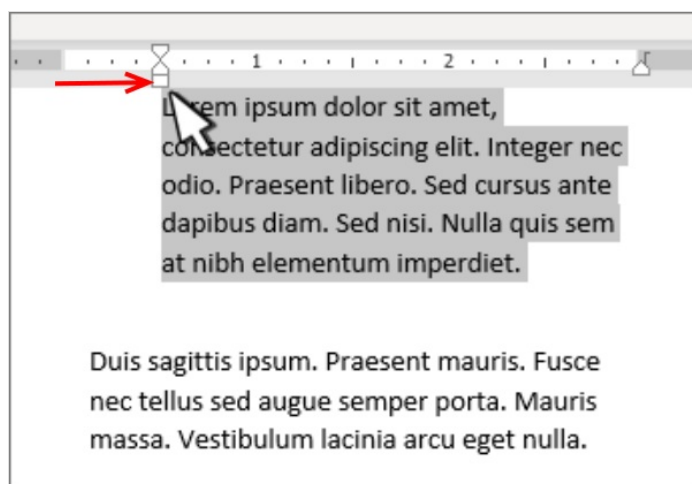 1 2
Lorem ipsum dolor sit amet,
consectetur adipiscing elit. Integer nec
odio. Praesent libero. Sed cursus ante
dapibus diam. Sed nisi. Nulla quis sem
at nibh elementum imperdiet.
Duis sagittis ipsum. Praesent mauris. Fusce
nec tellus sed augue semper porta. Mauris
massa. Vestibulum lacinia arcu eget nulla.